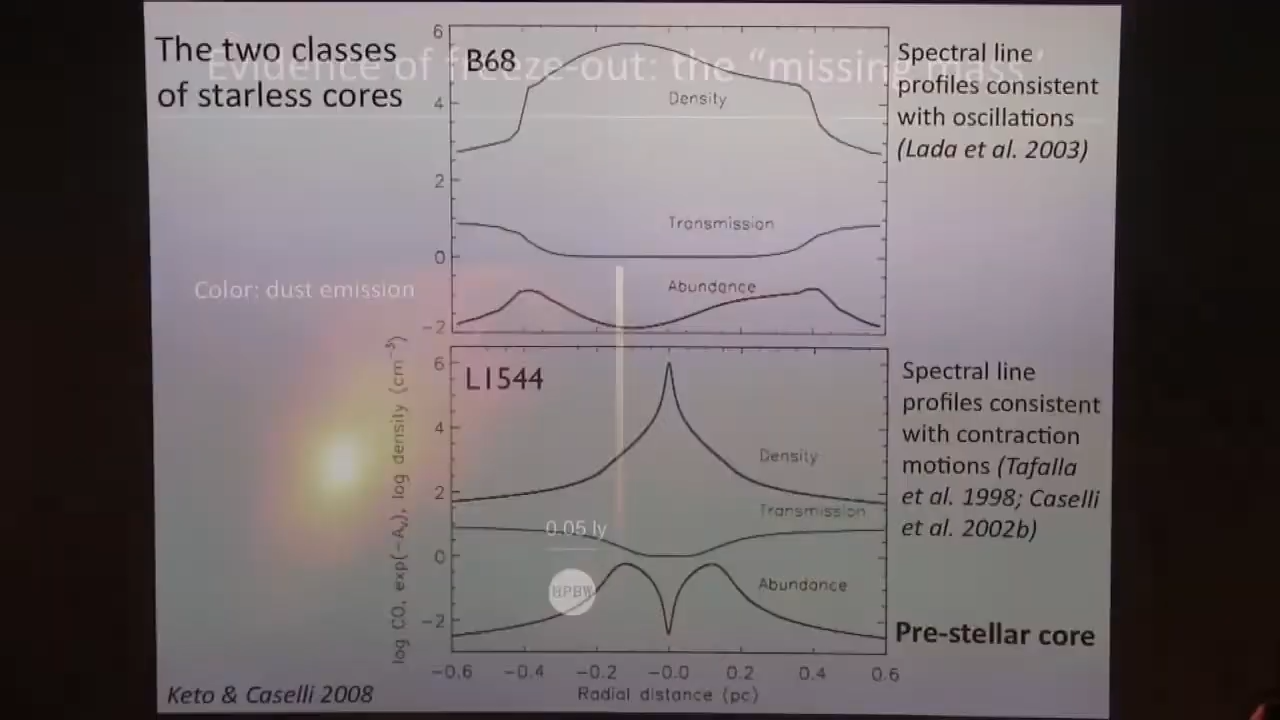 The two classes
of starless cores
Evidence of freeze-out: the “missing mass”
B68
Density
Transmission
Abundance
6
4
2
0
−2
Spectral line
profiles consistent
with oscillations
(Lada et al. 2003)
Color: dust emission
L1544
Density
Transmission
Abundance
6
4
2
0
−2
0.05 ly
HPBW
log CO, exp(−Av), log density (cm⁻³)
−0.6 −0.4 −0.2 −0.0 0.2 0.4 0.6
Radial distance (pc)
Spectral line
profiles consistent
with contraction
motions (Tafalla
et al. 1998; Caselli
et al. 2002b)
Pre-stellar core
Keto & Caselli 2008